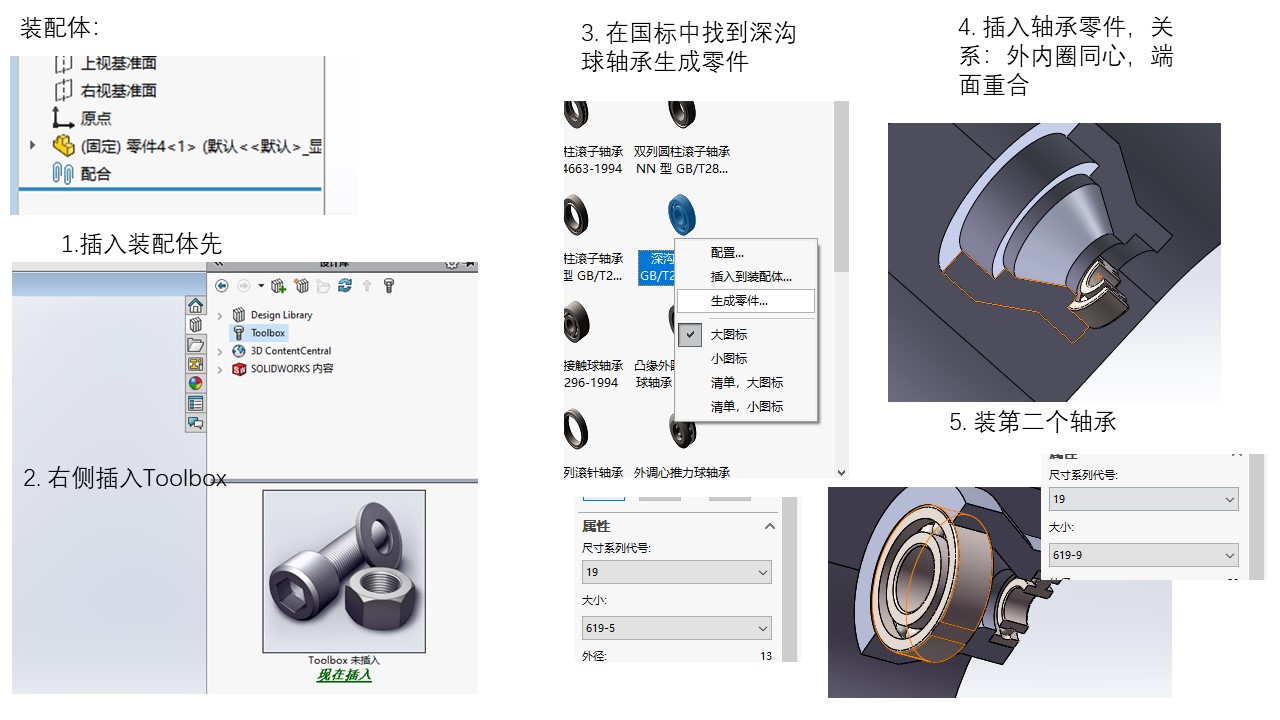 装配体：
上视基准面
右视基准面
原点
(固定) 零件4<1> (默认<<默认>_显
配合
1.插入装配体先
设计库
Design Library
Toolbox
3D ContentCentral
SOLIDWORKS 内容
2. 右侧插入Toolbox
Toolbox 未插入
现在插入
3. 在国标中找到深沟
球轴承生成零件
柱滚子轴承
4663-1994
双列圆柱滚子轴承
NN 型 GB/T28...
柱滚子轴承
型 GB/T2...
深沟
GB/T2
配置...
插入到装配体...
生成零件...
大图标
小图标
清单，大图标
清单，小图标
接触球轴承
296-1994
凸缘外
球轴承
列滚针轴承
外调心推力球轴承
属性
尺寸系列代号:
19
大小:
619-5
外径:
13
4. 插入轴承零件，关
系：外内圈同心，端
面重合
5. 装第二个轴承
属性
尺寸系列代号:
19
大小:
619-9